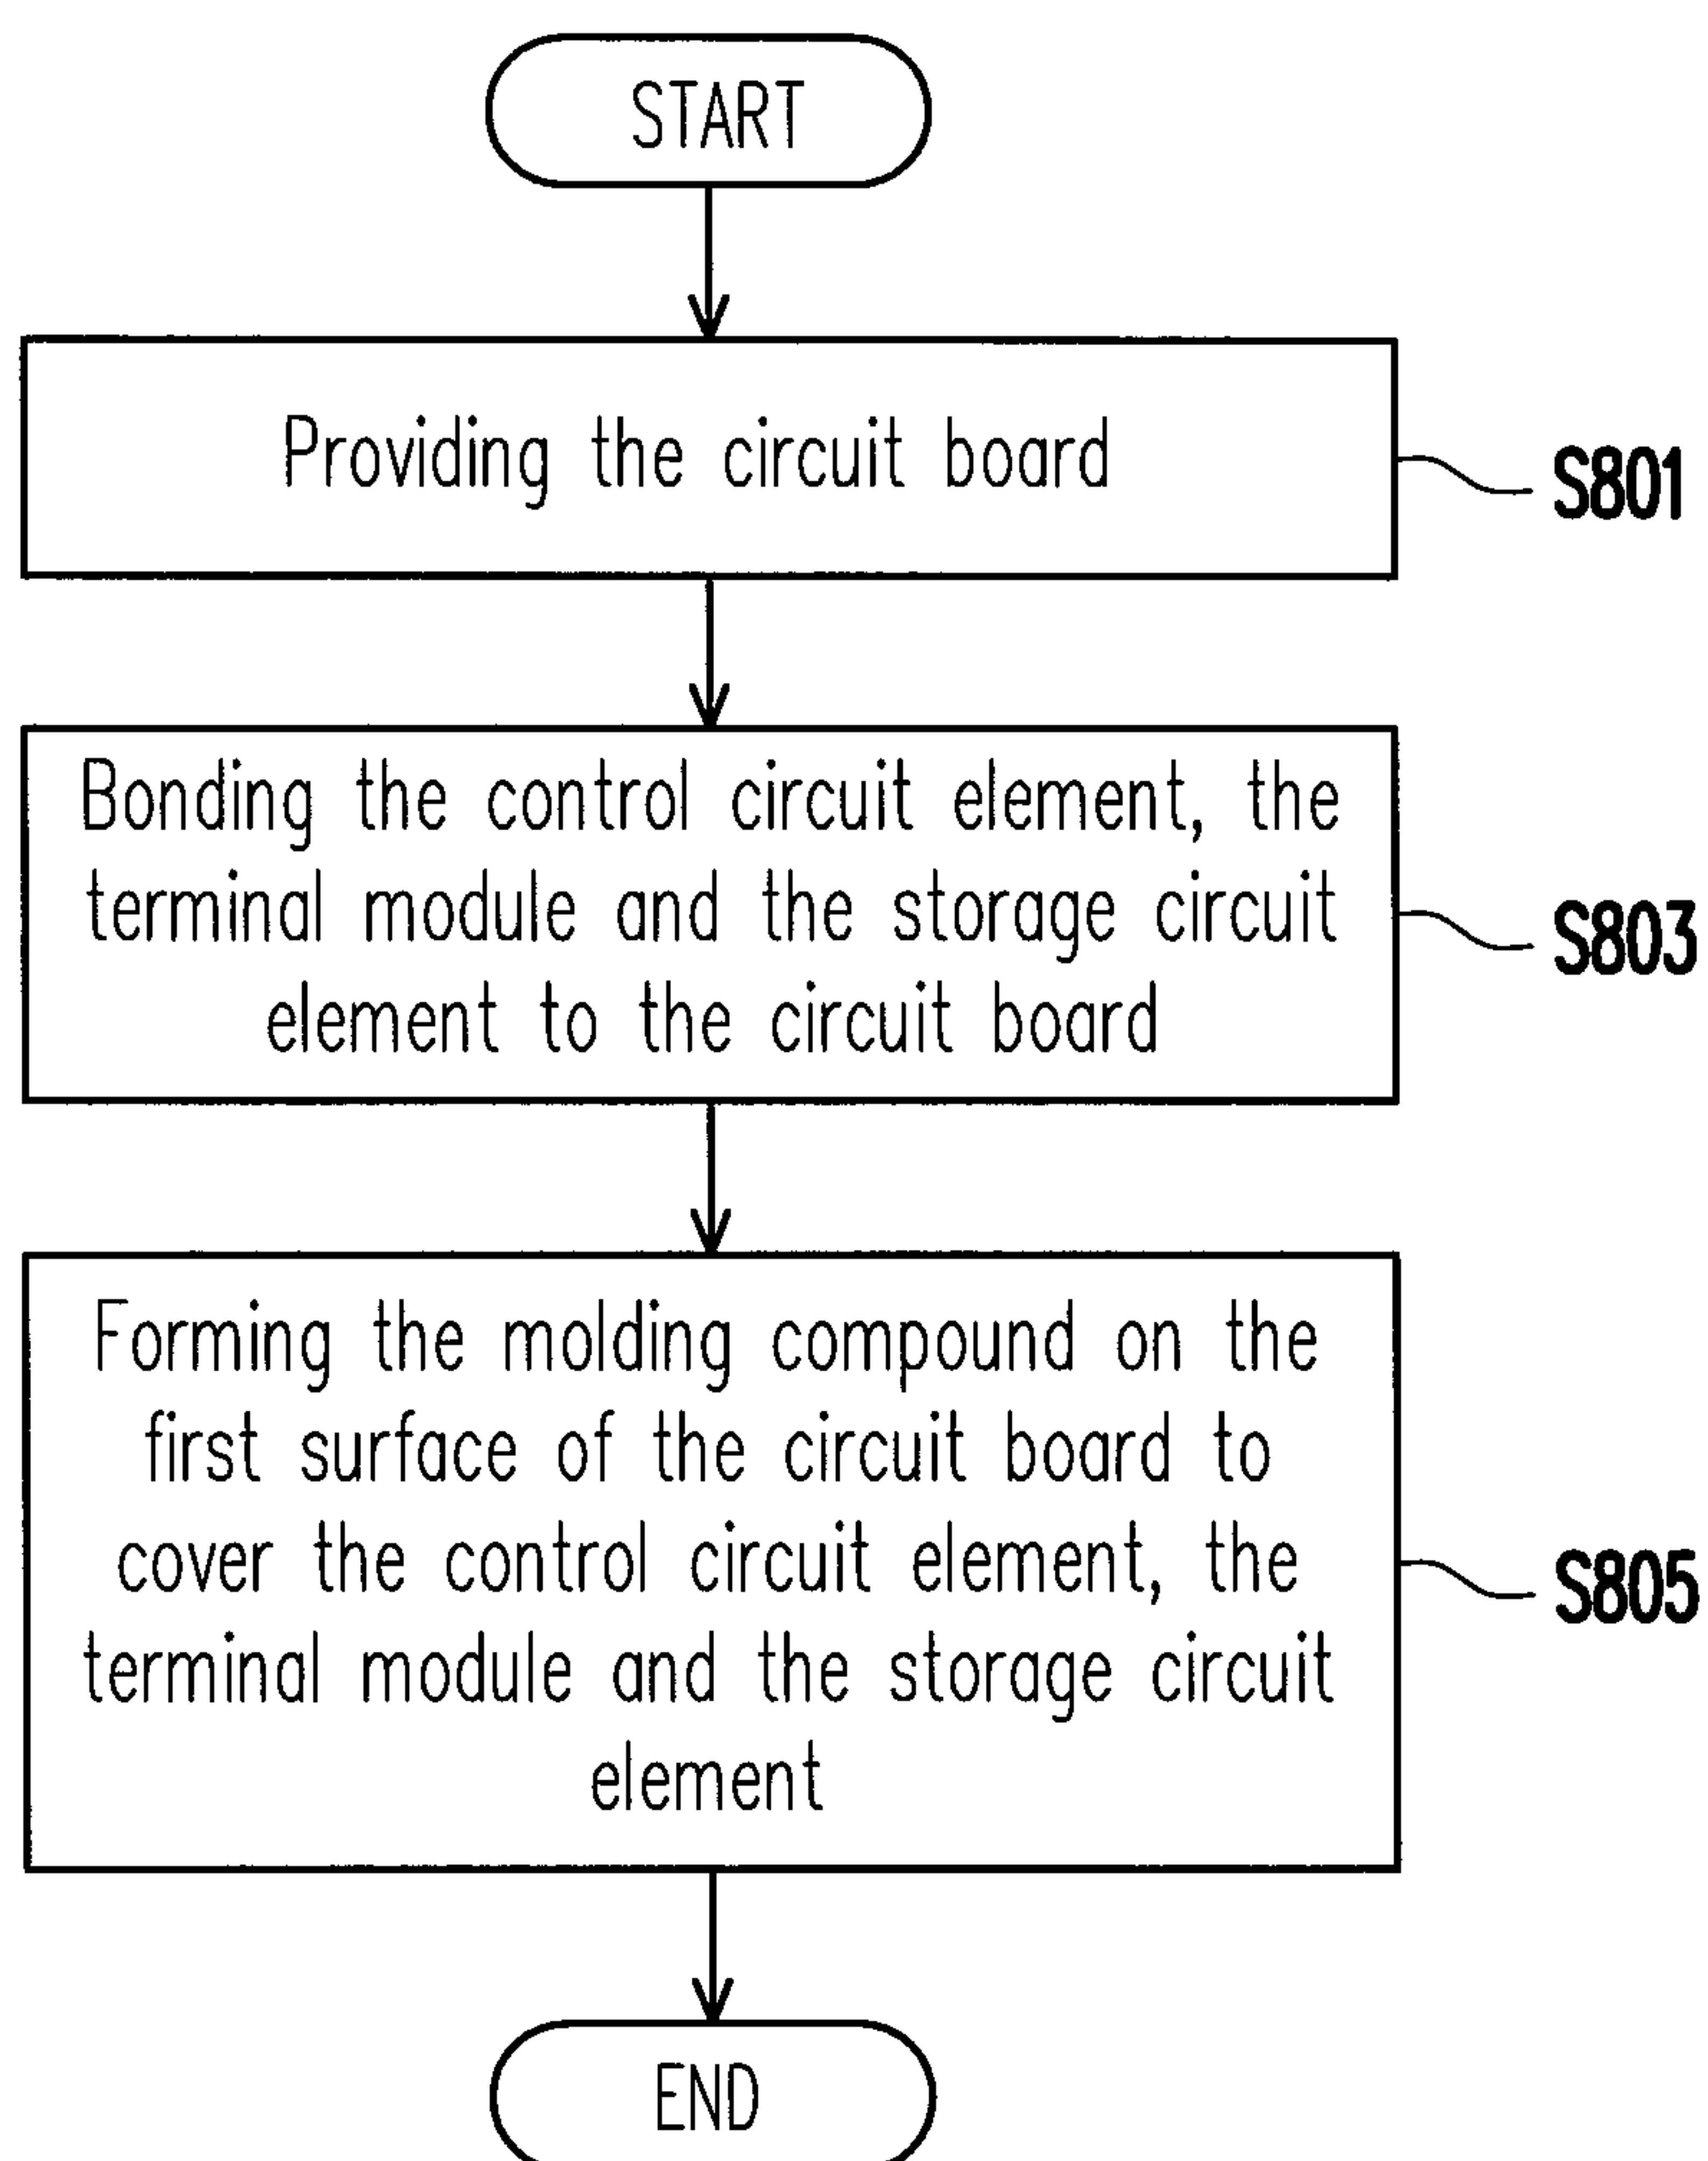 START
Providing the circuit board
S801
Bonding the control circuit element, the
terminal module and the storage circuit
element to the circuit board
S803
Forming the molding compound on the
first surface of the circuit board to
cover the control circuit element, the
terminal module and the storage circuit
element
S805
END